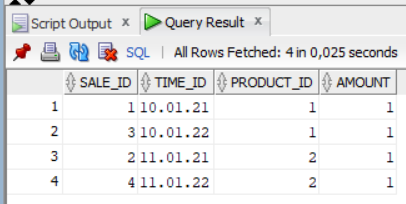 Script Output x Query Result x
SQL | All Rows Fetched: 4 in 0,025 seconds
SALE_ID TIME_ID PRODUCT_ID AMOUNT
1 1 10.01.21 1 1
2 3 10.01.22 1 1
3 2 11.01.21 2 1
4 4 11.01.22 2 1